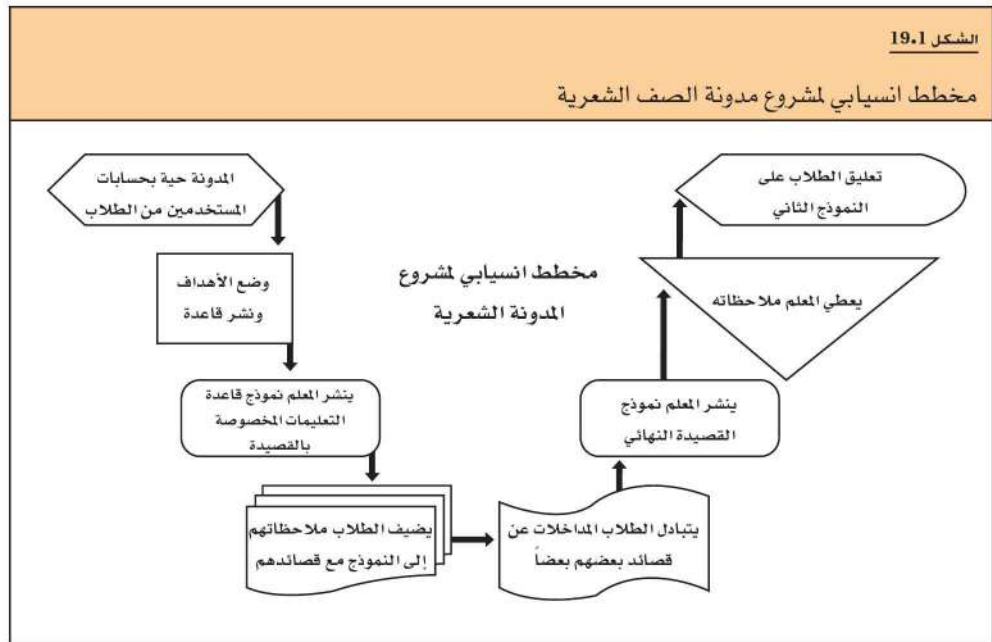 الشكل 19.1
مخطط انسيابي لمشروع مدونة الصف الشعرية
المدونة حية بحسابات
المستخدمين من الطلاب
وضع الأهداف
ونشر قاعدة
ينشر المعلم نموذج قاعدة
التعليمات المخصوصة
بالقصيدة
يضيف الطلاب ملاحظاتهم
إلى النموذج مع قصائدهم
يتبادل الطلاب المداخلات عن
قصائد بعضهم بعضاً
ينشر المعلم نموذج
القصيدة النهائي
يعطي المعلم ملاحظاته
تعليق الطلاب على
النموذج الثاني
مخطط انسيابي لمشروع
المدونة الشعرية